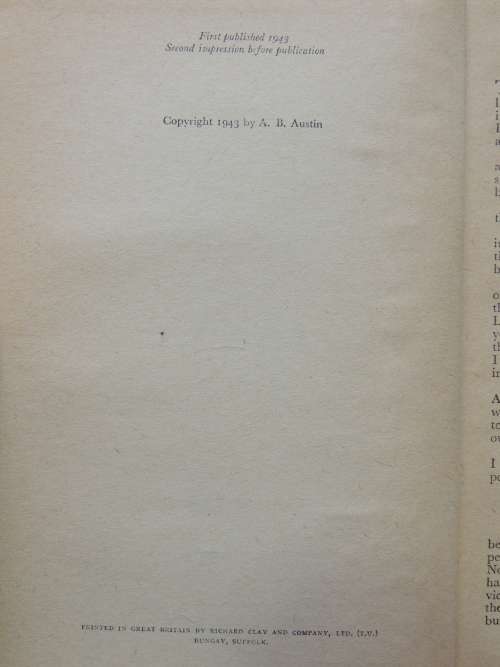 First published 1943
Second impression before publication
Copyright 1943 by A. B. Austin
PRINTED IN GREAT BRITAIN BY RICHARD CLAY AND COMPANY, LTD. (T.U.)
BUNGAY, SUFFOLK.